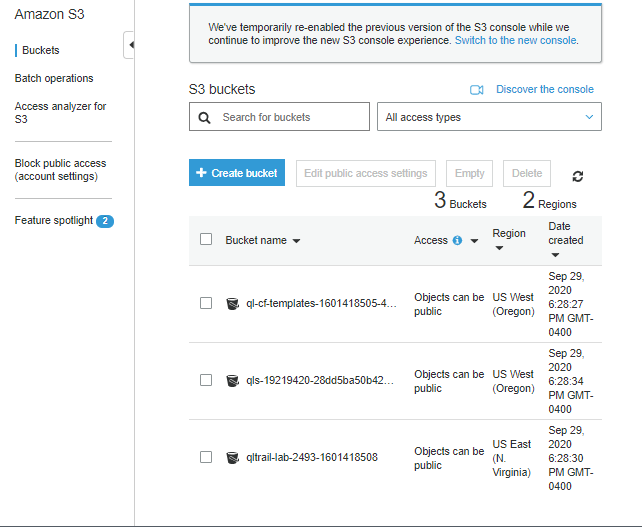 Amazon S3
Buckets
Batch operations
Access analyzer for
S3
Block public access
(account settings)
Feature spotlight 2
We've temporarily re-enabled the previous version of the S3 console while we
continue to improve the new S3 console experience. Switch to the new console.
S3 buckets
Discover the console
Search for buckets
All access types
+ Create bucket
Edit public access settings
Empty
Delete
3 Buckets
2 Regions
Bucket name
Access
Region
Date
created
ql-cf-templates-1601418505-4...
Objects can be
public
US West
(Oregon)
Sep 29,
2020
6:28:27
PM GMT-
0400
qls-19219420-28dd5ba50b42...
Objects can be
public
US West
(Oregon)
Sep 29,
2020
6:28:34
PM GMT-
0400
qltrail-lab-2493-1601418508
Objects can be
public
US East
(N.
Virginia)
Sep 29,
2020
6:28:30
PM GMT-
0400